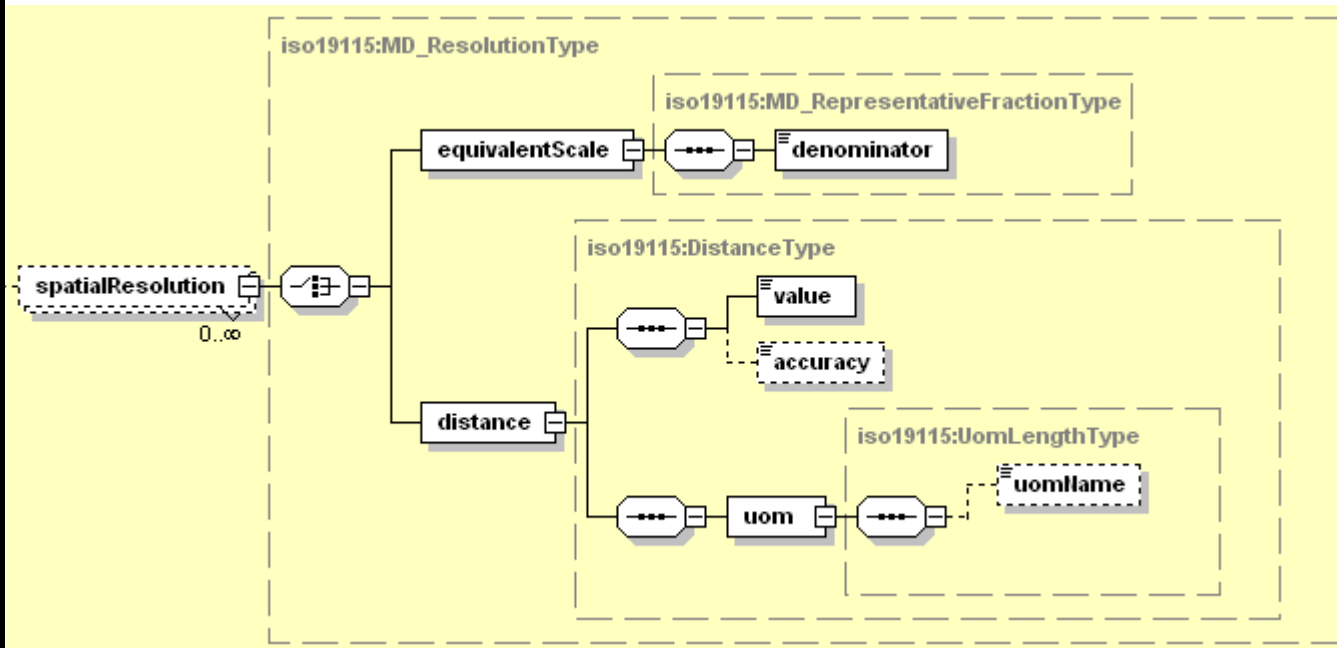 iso19115:MD_ResolutionType
iso19115:MD_RepresentativeFractionType
equivalentScale
denominator
iso19115:DistanceType
spatialResolution
0..∞
value
accuracy
distance
iso19115:UomLengthType
uomName
uom